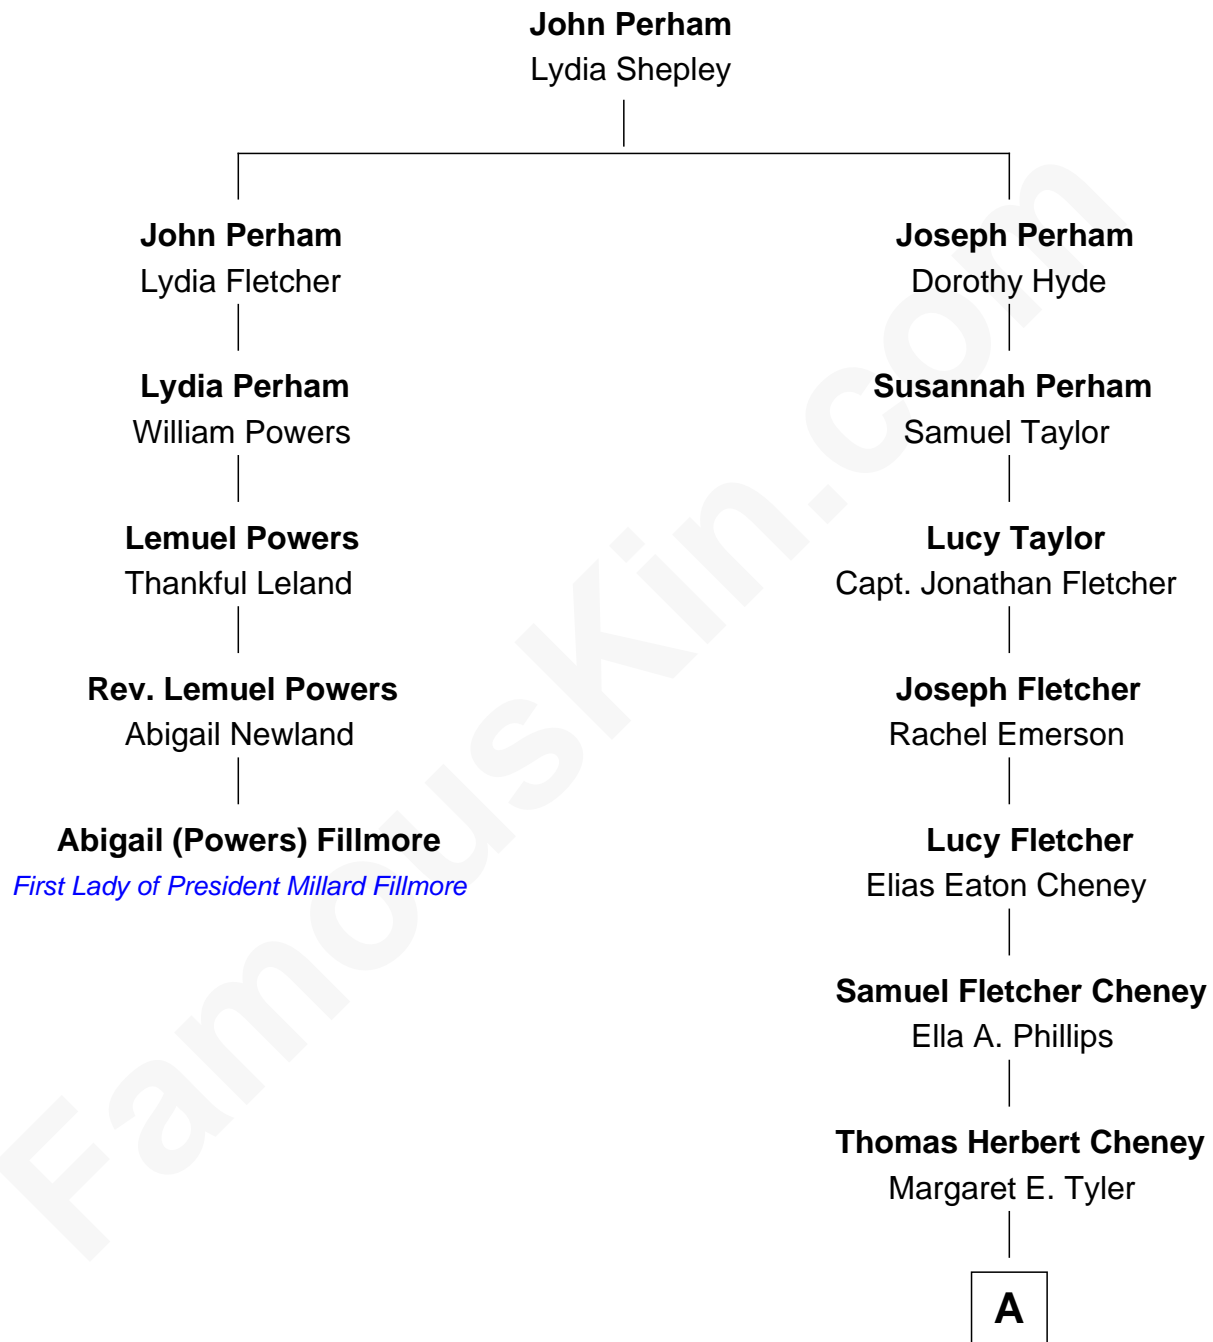 John Perham
Lydia Shepley
John Perham
Lydia Fletcher
Lydia Perham
William Powers
Lemuel Powers
Thankful Leland
Rev. Lemuel Powers
Abigail Newland
Abigail (Powers) Fillmore
First Lady of President Millard Fillmore
Joseph Perham
Dorothy Hyde
Susannah Perham
Samuel Taylor
Lucy Taylor
Capt. Jonathan Fletcher
Joseph Fletcher
Rachel Emerson
Lucy Fletcher
Elias Eaton Cheney
Samuel Fletcher Cheney
Ella A. Phillips
Thomas Herbert Cheney
Margaret E. Tyler
A
FamousKin.com